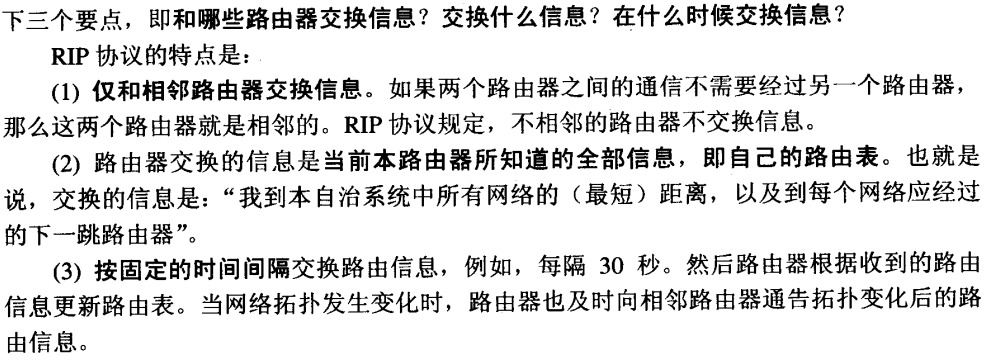 下三个要点，即和哪些路由器交换信息？交换什么信息？在什么时候交换信息？
RIP 协议的特点是：
(1) 仅和相邻路由器交换信息。如果两个路由器之间的通信不需要经过另一个路由器，
那么这两个路由器就是相邻的。RIP 协议规定，不相邻的路由器不交换信息。
(2) 路由器交换的信息是当前本路由器所知道的全部信息，即自己的路由表。也就是
说，交换的信息是：“我到本自治系统中所有网络的（最短）距离，以及到每个网络应经过
的下一跳路由器”。
(3) 按固定的时间间隔交换路由信息，例如，每隔 30 秒。然后路由器根据收到的路由
信息更新路由表。当网络拓扑发生变化时，路由器也及时向相邻路由器通告拓扑变化后的路
由信息。